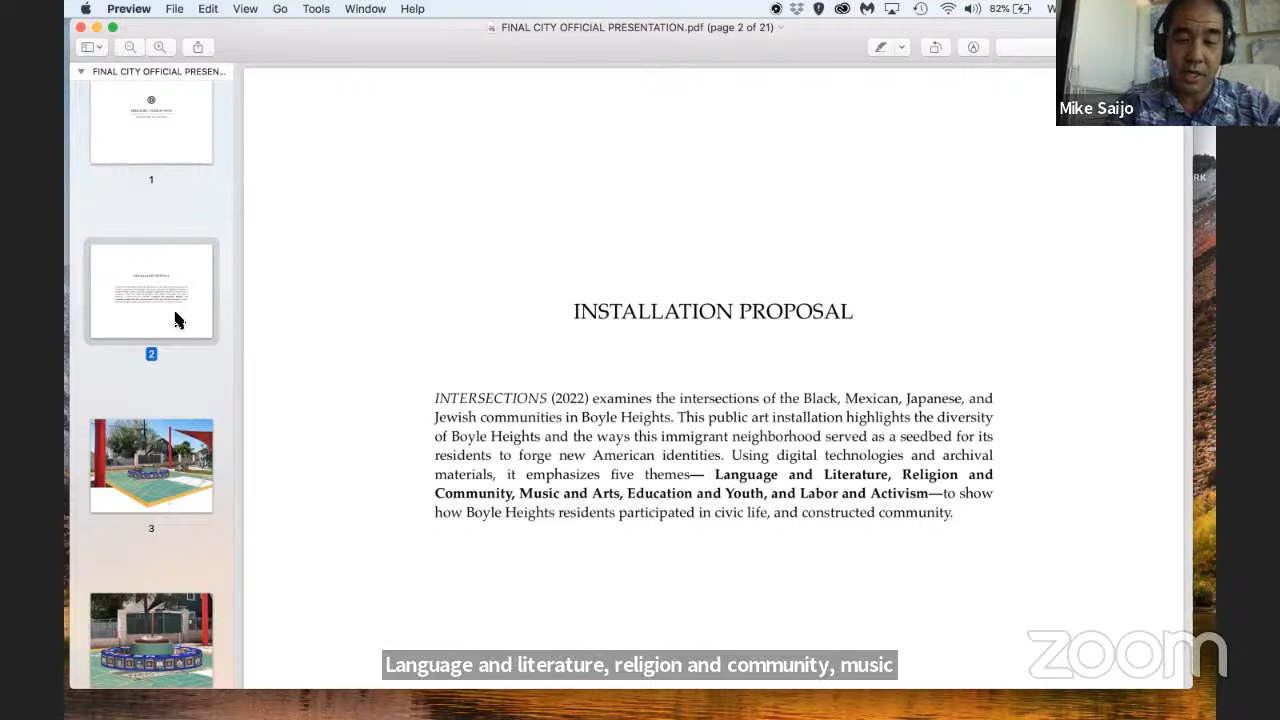 Preview File Edit View Go Tools Window Help 82%
FINAL CITY OFFICIAL PRESENTATION.pdf (page 2 of 21)
FINAL CITY OFFICIAL PRESEN...
Mike Saijo
RK
1
INSTALLATION PROPOSAL
2
3
INSTALLATION PROPOSAL
INTERSECTIONS (2022) examines the intersections of the Black, Mexican, Japanese, and
Jewish communities in Boyle Heights. This public art installation highlights the diversity
of Boyle Heights and the ways this immigrant neighborhood served as a seedbed for its
residents to forge new American identities. Using digital technologies and archival
materials, it emphasizes five themes— Language and Literature, Religion and
Community, Music and Arts, Education and Youth, and Labor and Activism—to show
how Boyle Heights residents participated in civic life, and constructed community.
Language and literature, religion and community, music
zoom